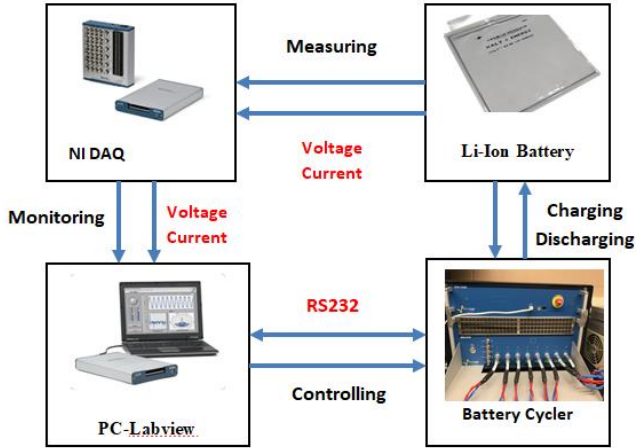 Measuring
NI DAQ
Voltage
Current
Li-Ion Battery
Monitoring
Voltage
Current
Charging
Discharging
RS232
Controlling
PC-Labview
Battery Cycler